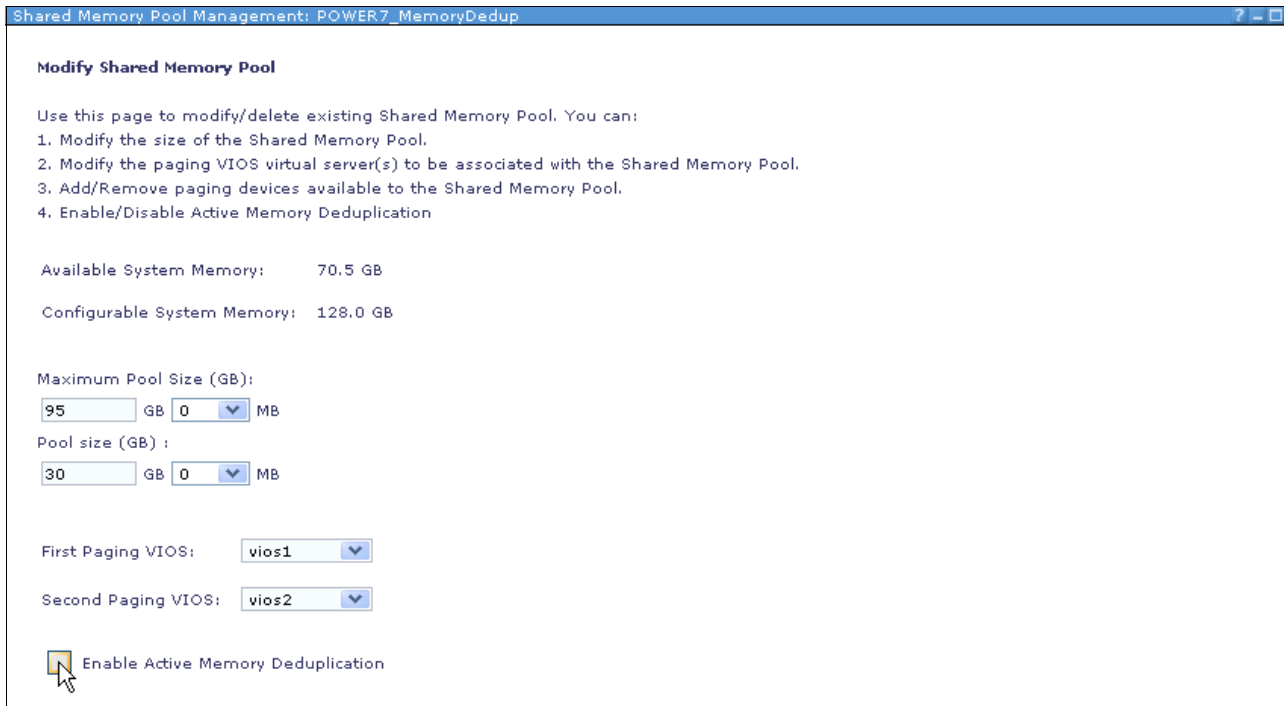 Shared Memory Pool Management: POWER7_MemoryDedup ?
Modify Shared Memory Pool
Use this page to modify/delete existing Shared Memory Pool. You can:
1. Modify the size of the Shared Memory Pool.
2. Modify the paging VIOS virtual server(s) to be associated with the Shared Memory Pool.
3. Add/Remove paging devices available to the Shared Memory Pool.
4. Enable/Disable Active Memory Deduplication
Available System Memory: 70.5 GB
Configurable System Memory: 128.0 GB
Maximum Pool Size (GB):
95 GB 0 MB
Pool size (GB) :
30 GB 0 MB
First Paging VIOS: vios1
Second Paging VIOS: vios2
Enable Active Memory Deduplication